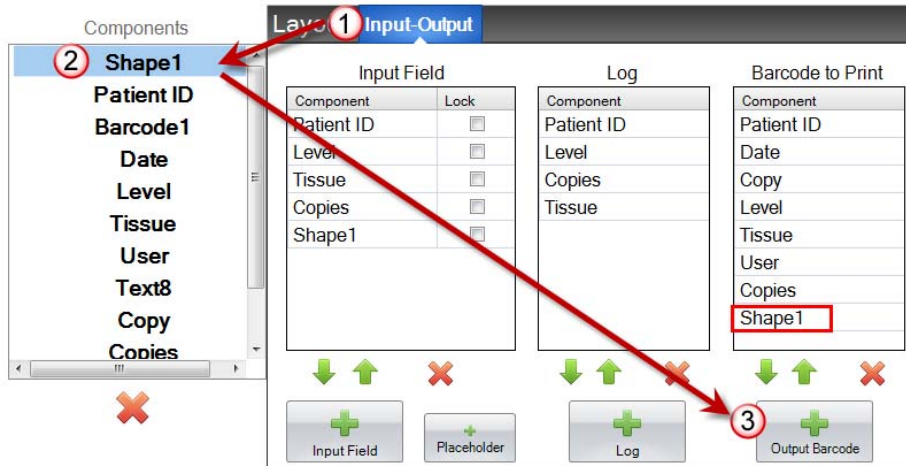 Components
2 Shape1
Patient ID
Barcode1
Date
Level
Tissue
User
Text8
Copy
Copies
Layo 1 Input-Output
Input Field
Component Lock
Patient ID
Level
Tissue
Copies
Shape1
Input Field
Placeholder
Log
Component
Patient ID
Level
Copies
Tissue
Log
Barcode to Print
Component
Patient ID
Date
Copy
Level
Tissue
User
Copies
Shape1
3
Output Barcode